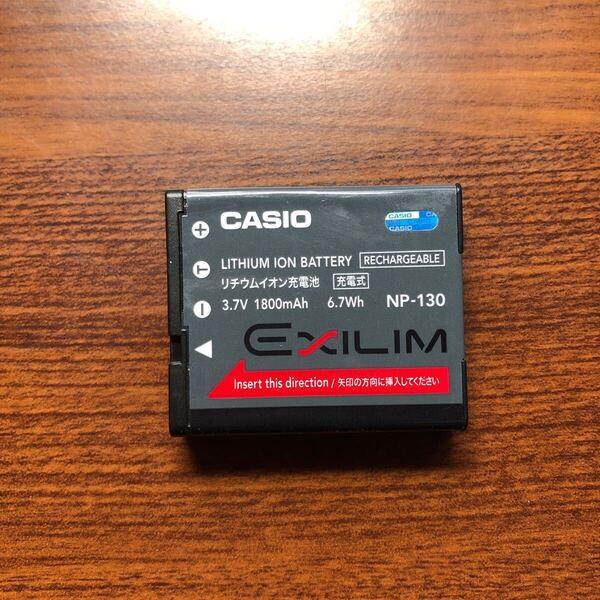 CASIO
CASIO CA
CASIO
LITHIUM ION BATTERY RECHARGEABLE
リチウムイオン充電池 充電式
3.7V 1800mAh 6.7Wh NP-130
EXILIM
Insert this direction / 矢印の方向に挿入してください
+
T
−